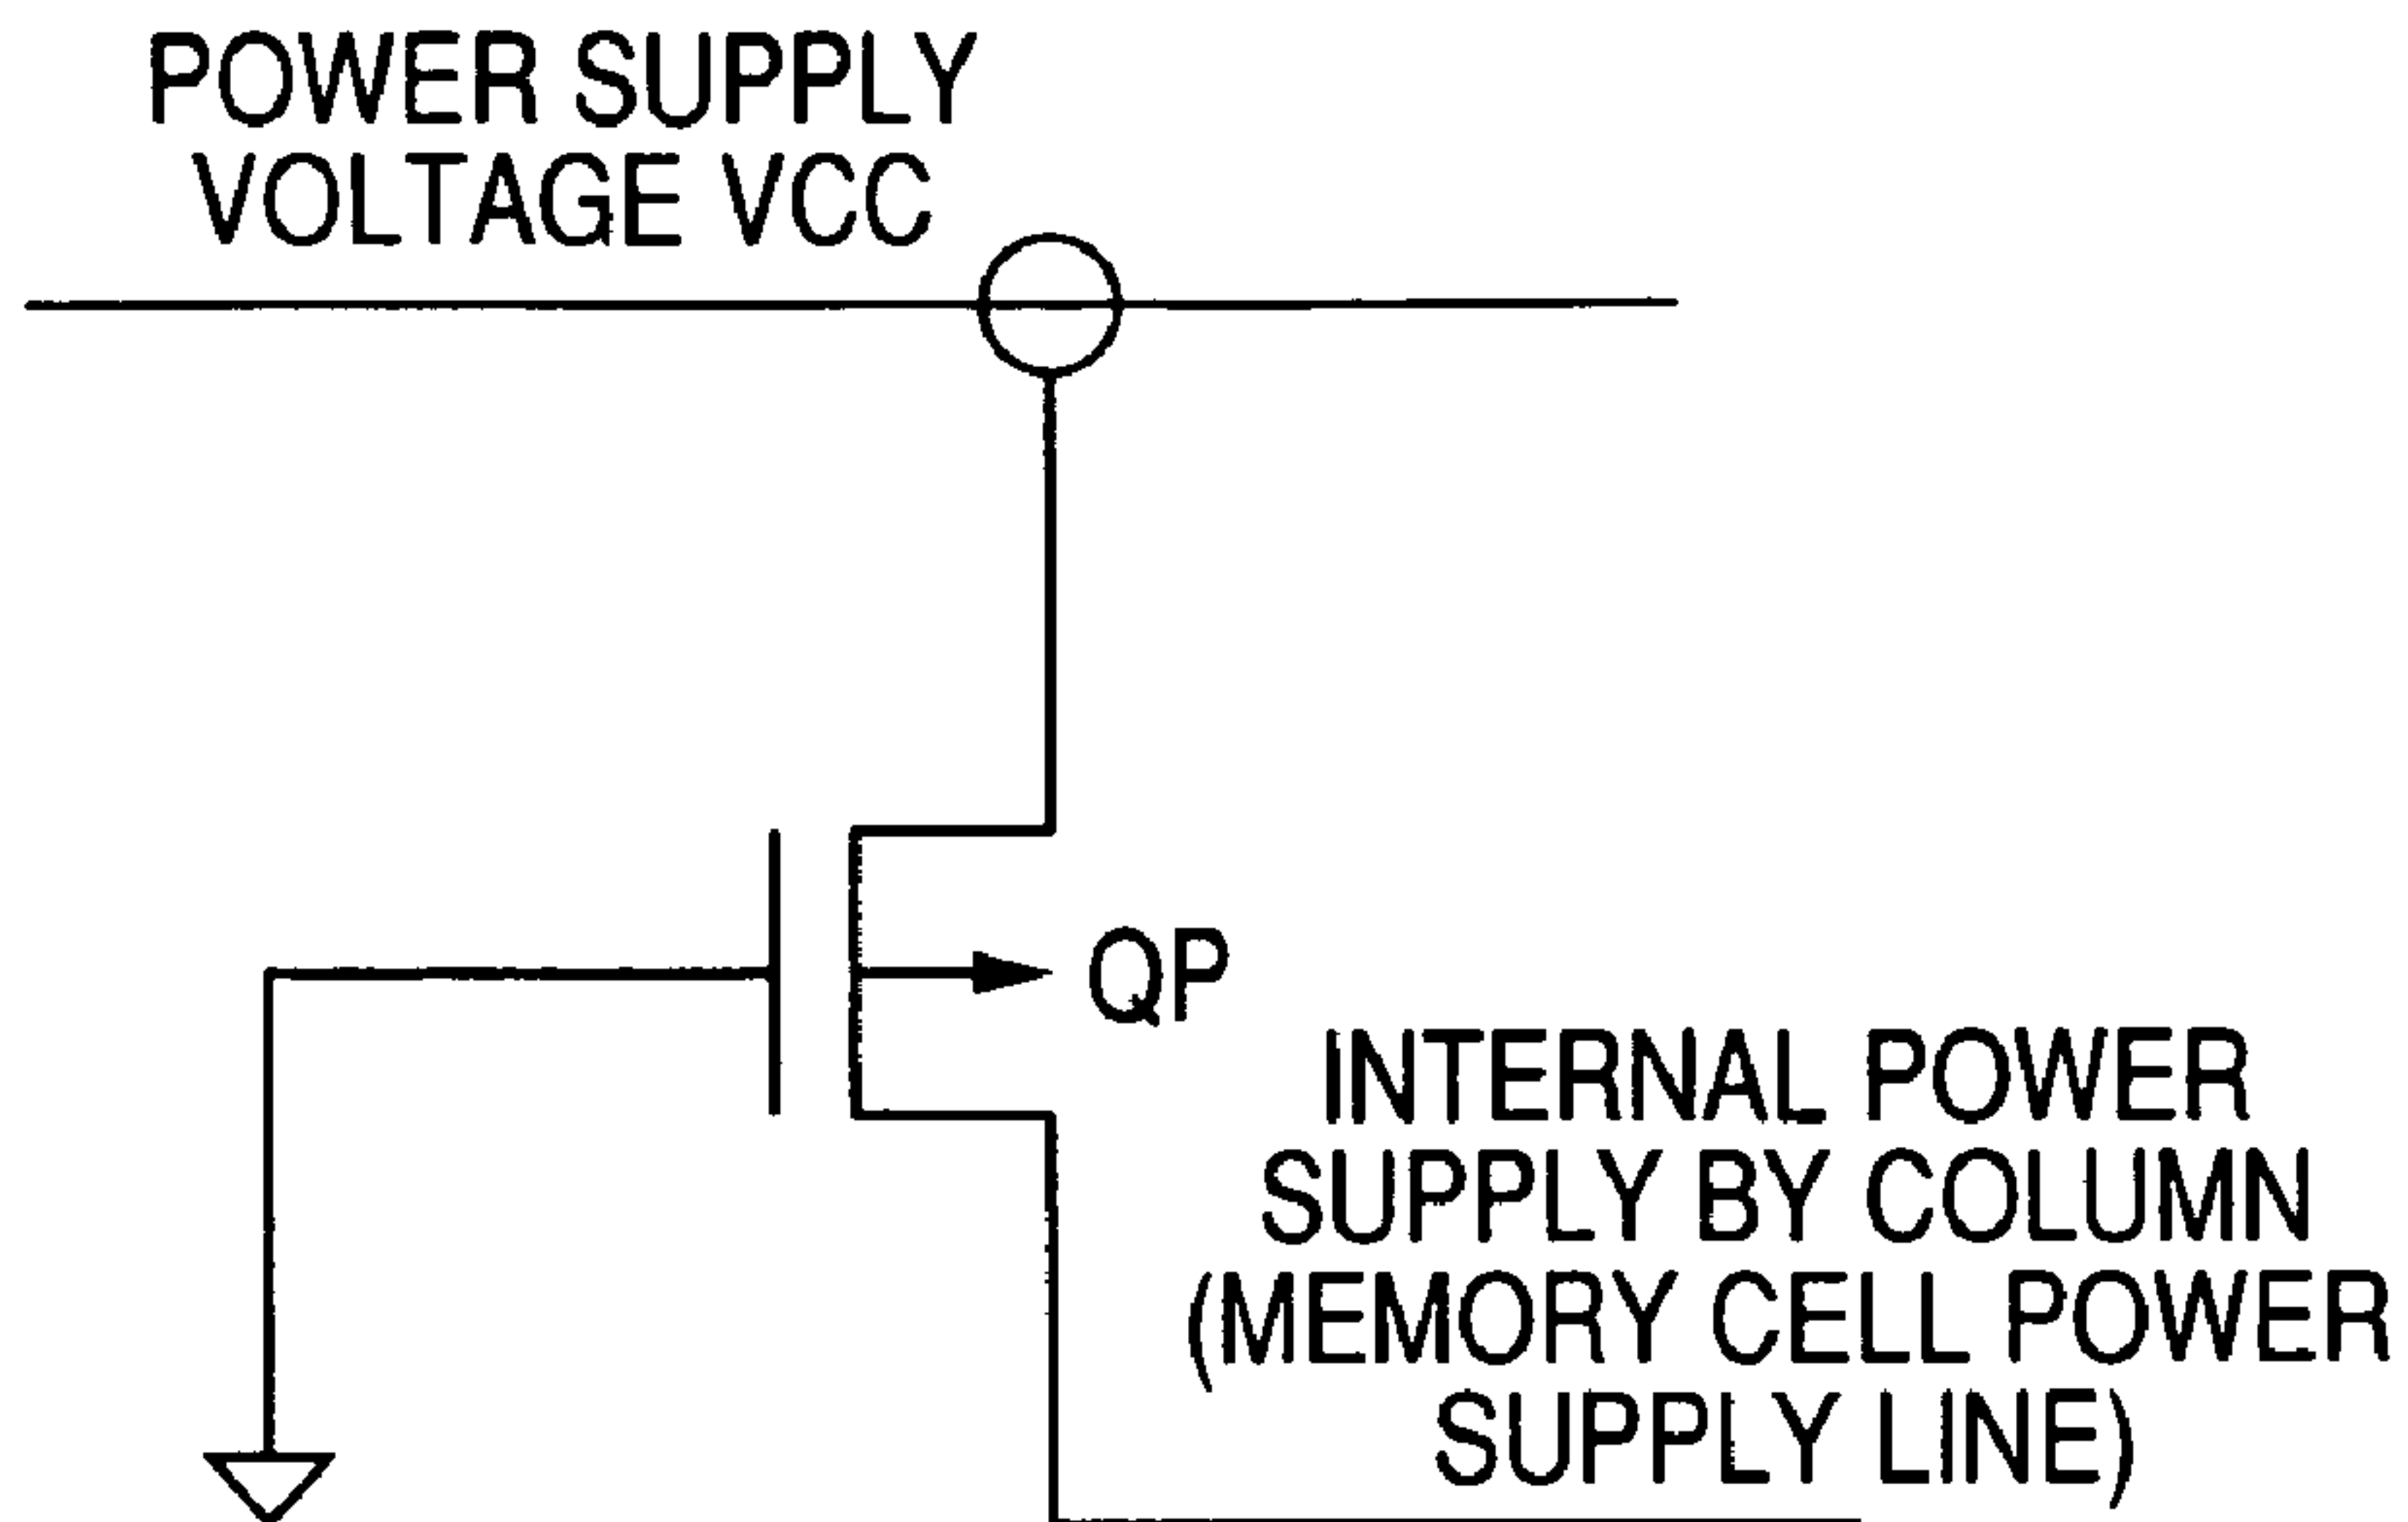 POWER SUPPLY
VOLTAGE VCC
QP
INTERNAL POWER
SUPPLY BY COLUMN
(MEMORY CELL POWER
SUPPLY LINE)